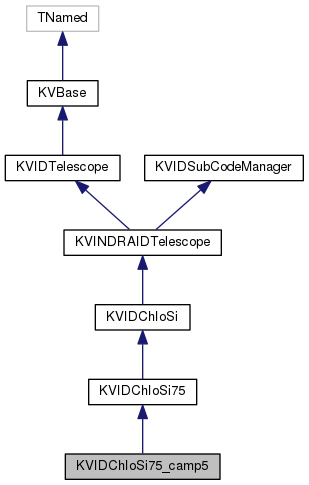 TNamed
KVBase
KVIDTelescope
KVIDSubCodeManager
KVINDRAIDTelescope
KVIDChIoSi
KVIDChIoSi75
KVIDChIoSi75_camp5